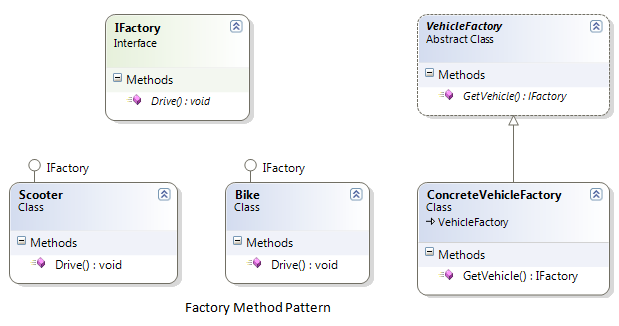 IFactory
Interface
Methods
Drive() : void
VehicleFactory
Abstract Class
Methods
GetVehicle() : IFactory
IFactory
Scooter
Class
Methods
Drive() : void
IFactory
Bike
Class
Methods
Drive() : void
ConcreteVehicleFactory
Class
VehicleFactory
Methods
GetVehicle() : IFactory
Factory Method Pattern